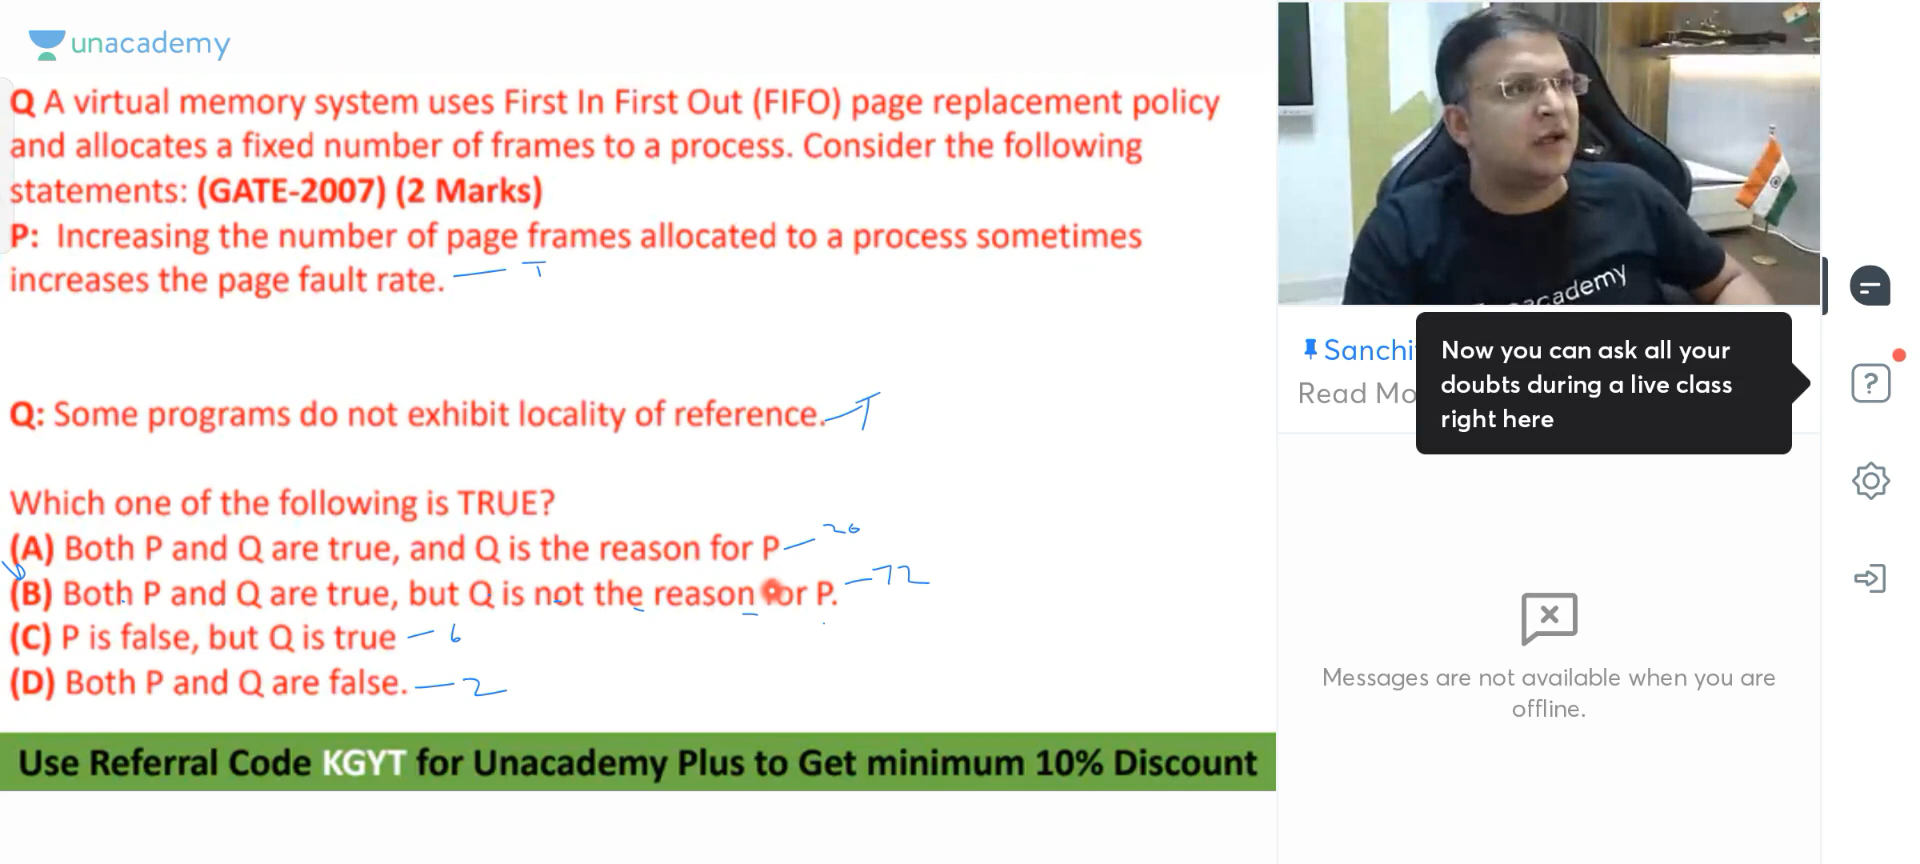 unacademy
Q A virtual memory system uses First In First Out (FIFO) page replacement policy
and allocates a fixed number of frames to a process. Consider the following
statements: (GATE-2007) (2 Marks)
P: Increasing the number of page frames allocated to a process sometimes
increases the page fault rate. — T
Q: Some programs do not exhibit locality of reference. — T
Which one of the following is TRUE?
(A) Both P and Q are true, and Q is the reason for P — 20
(B) Both P and Q are true, but Q is not the reason for P. — 72
(C) P is false, but Q is true — 6
(D) Both P and Q are false. — 2
Use Referral Code KGYT for Unacademy Plus to Get minimum 10% Discount
academy
Sanchi
Read Mo
Now you can ask all your
doubts during a live class
right here
Messages are not available when you are
offline.